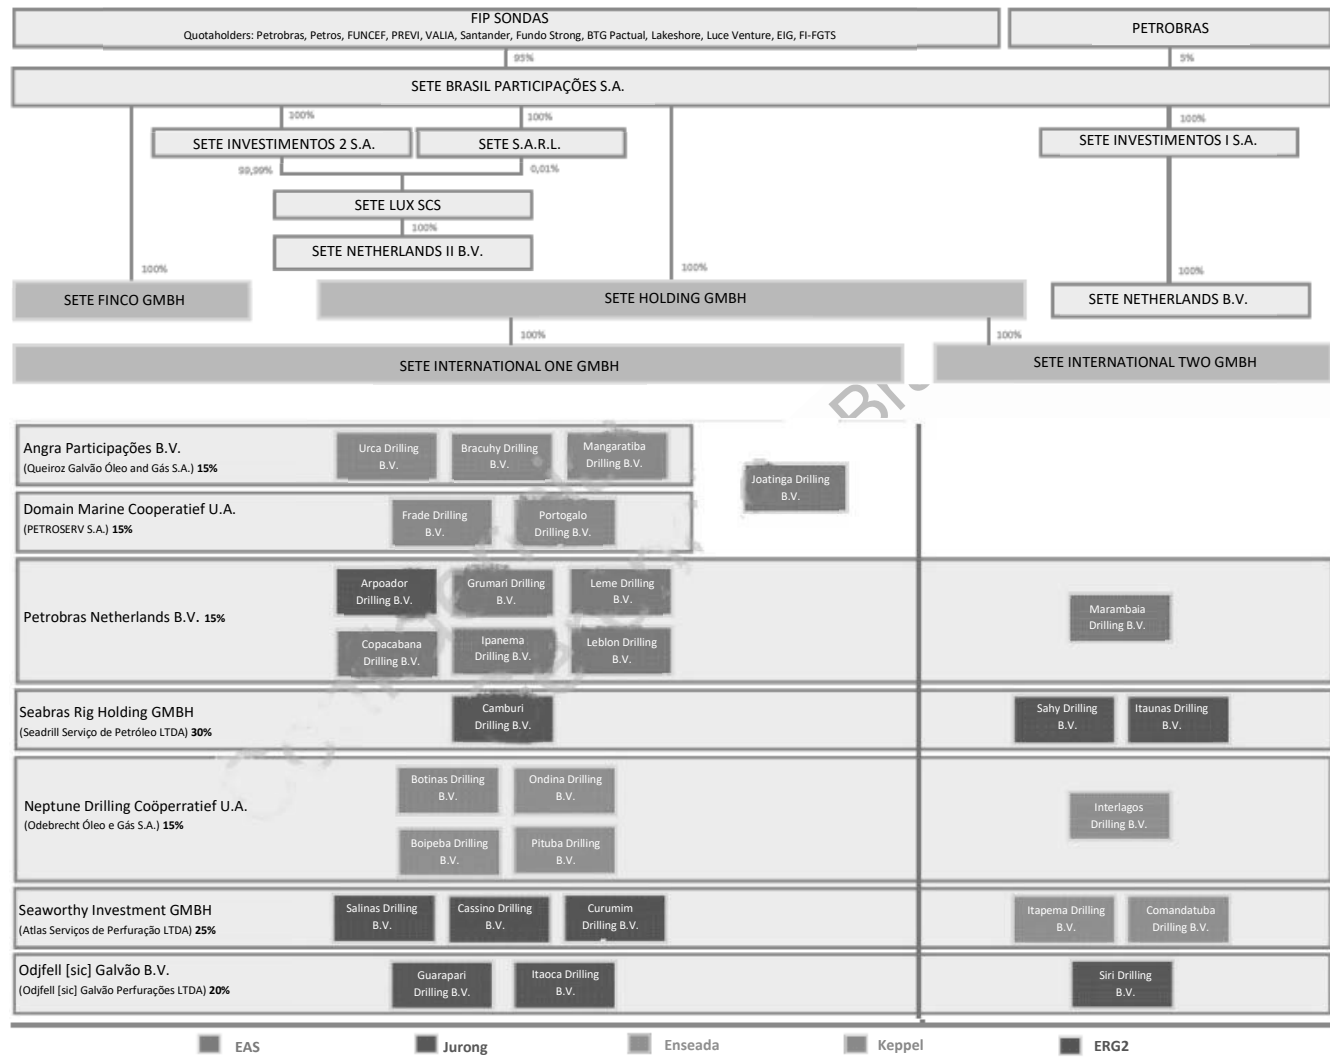 FIP SONDAS
Quotaholders: Petrobras, Petros, FUNCEF, PREVI, VALIA, Santander, Fundo Strong, BTG Pactual, Lakeshore, Luce Venture, EIG, FI-FGTS
PETROBRAS
95%
5%
SETE BRASIL PARTICIPAÇÕES S.A.
100%
100%
100%
SETE INVESTIMENTOS 2 S.A.
SETE S.A.R.L.
SETE INVESTIMENTOS I S.A.
99,99%
0,01%
SETE LUX SCS
100%
SETE NETHERLANDS II B.V.
100%
100%
100%
SETE FINCO GMBH
SETE HOLDING GMBH
SETE NETHERLANDS B.V.
100%
100%
SETE INTERNATIONAL ONE GMBH
SETE INTERNATIONAL TWO GMBH
Angra Participações B.V.
(Queiroz Galvão Óleo and Gás S.A.) 15%
Urca Drilling
B.V.
Bracuhy Drilling
B.V.
Mangaratiba
Drilling B.V.
Joatinga Drilling
B.V.
Domain Marine Cooperatief U.A.
(PETROSERV S.A.) 15%
Frade Drilling
B.V.
Portogalo
Drilling B.V.
Petrobras Netherlands B.V. 15%
Arpoador
Drilling B.V.
Grumari Drilling
B.V.
Leme Drilling
B.V.
Copacabana
Drilling B.V.
Ipanema
Drilling B.V.
Leblon Drilling
B.V.
Marambaia
Drilling B.V.
Seabras Rig Holding GMBH
(Seadrill Serviço de Petróleo LTDA) 30%
Camburi
Drilling B.V.
Sahy Drilling
B.V.
Itaunas Drilling
B.V.
Neptune Drilling Coöperratief U.A.
(Odebrecht Óleo e Gás S.A.) 15%
Botinas Drilling
B.V.
Ondina Drilling
B.V.
Boipeba Drilling
B.V.
Pituba Drilling
B.V.
Interlagos
Drilling B.V.
Seaworthy Investment GMBH
(Atlas Serviços de Perfuração LTDA) 25%
Salinas Drilling
B.V.
Cassino Drilling
B.V.
Curumim
Drilling B.V.
Itapema Drilling
B.V.
Comandatuba
Drilling B.V.
Odjfell [sic] Galvão B.V.
(Odjfell [sic] Galvão Perfurações LTDA) 20%
Guarapari
Drilling B.V.
Itaoca Drilling
B.V.
Siri Drilling
B.V.
EAS
Jurong
Enseada
Keppel
ERG2